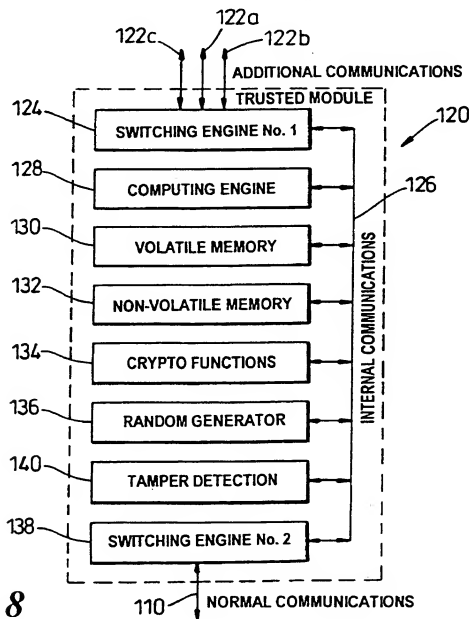 122c
122a
122b
ADDITIONAL COMMUNICATIONS
TRUSTED MODULE
120
124
SWITCHING ENGINE No. 1
126
128
COMPUTING ENGINE
130
VOLATILE MEMORY
132
NON-VOLATILE MEMORY
INTERNAL COMMUNICATIONS
134
CRYPTO FUNCTIONS
136
RANDOM GENERATOR
140
TAMPER DETECTION
138
SWITCHING ENGINE No. 2
8
110
NORMAL COMMUNICATIONS